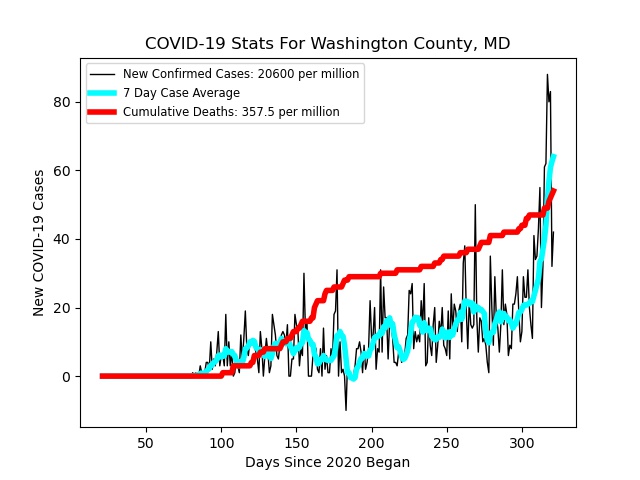 COVID-19 Stats For Washington County, MD
New Confirmed Cases: 20600 per million
7 Day Case Average
Cumulative Deaths: 357.5 per million
New COVID-19 Cases
80
60
40
20
0
50 100 150 200 250 300
Days Since 2020 Began